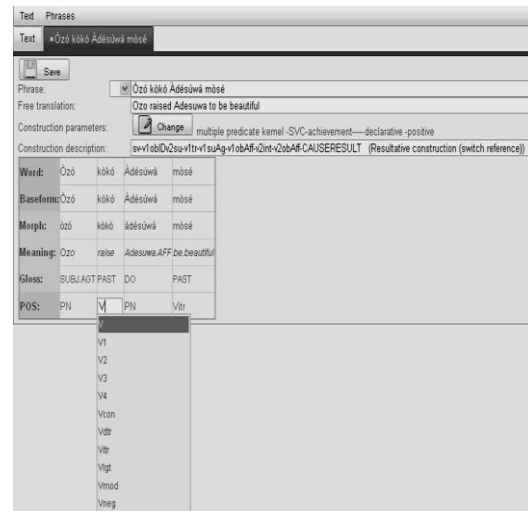 Text Phrases
Text *Òzó kòkó Àdésúwà mòsé
Save
Phrase: Òzó kòkó Àdésúwà mòsé
Free translation: Ozo raised Adesuwa to be beautiful
Construction parameters: Change multiple predicate kernel -SVC-achievement-----declarative -positive
Construction description: sv-v1obIDv2su-v1tr-v1suAg-v1obAff-v2int-v2obAff-CAUSERESULT (Resultative construction (switch reference))
Word: Òzó kòkó Àdésúwà mòsé
Baseform: Òzó kòkó Àdésúwà mòsé
Morph: òzó kòkó àdésúwà mòsé
Meaning: Ozo raise Adesuwa.AFF be.beautiful
Gloss: SUBJ.AGT PAST DO PAST
POS: PN V PN Vitr
V
V1
V2
V3
V4
Vcon
Vdtr
Vitr
Vlgt
Vmod
Vneg